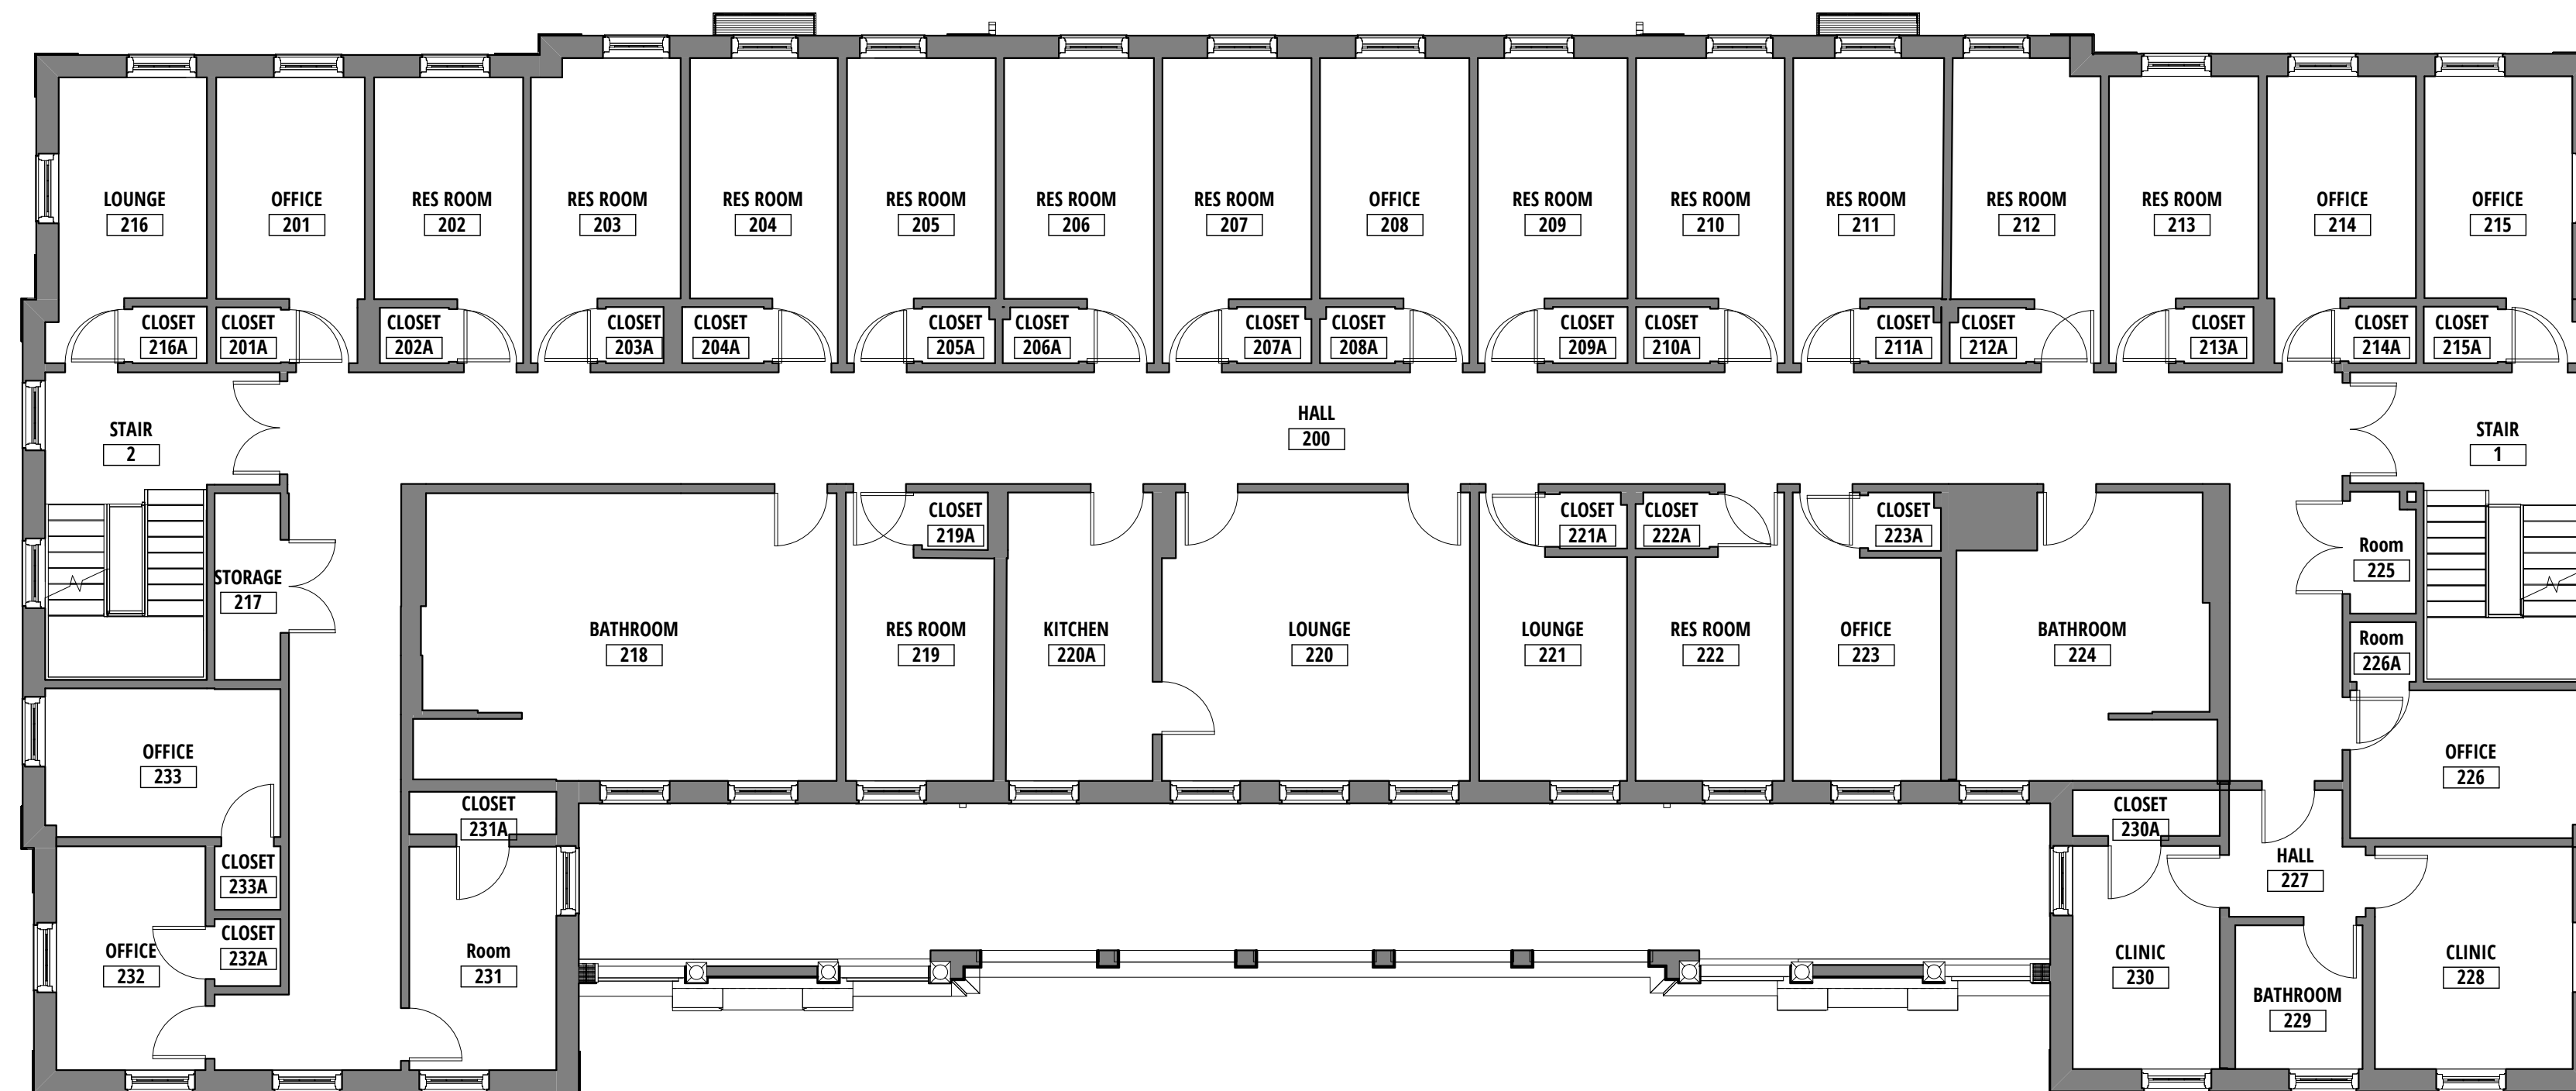 LOUNGE
216
OFFICE
201
RES ROOM
202
RES ROOM
203
RES ROOM
204
RES ROOM
205
RES ROOM
206
RES ROOM
207
OFFICE
208
RES ROOM
209
RES ROOM
210
RES ROOM
211
RES ROOM
212
RES ROOM
213
OFFICE
214
OFFICE
215
CLOSET
216A
CLOSET
201A
CLOSET
202A
CLOSET
203A
CLOSET
204A
CLOSET
205A
CLOSET
206A
CLOSET
207A
CLOSET
208A
CLOSET
209A
CLOSET
210A
CLOSET
211A
CLOSET
212A
CLOSET
213A
CLOSET
214A
CLOSET
215A
STAIR
2
HALL
200
STAIR
1
CLOSET
219A
CLOSET
221A
CLOSET
222A
CLOSET
223A
Room
225
STORAGE
217
BATHROOM
218
RES ROOM
219
KITCHEN
220A
LOUNGE
220
LOUNGE
221
RES ROOM
222
OFFICE
223
BATHROOM
224
Room
226A
OFFICE
233
OFFICE
226
CLOSET
231A
CLOSET
230A
CLOSET
233A
HALL
227
CLOSET
232A
OFFICE
232
Room
231
CLINIC
230
CLINIC
228
BATHROOM
229